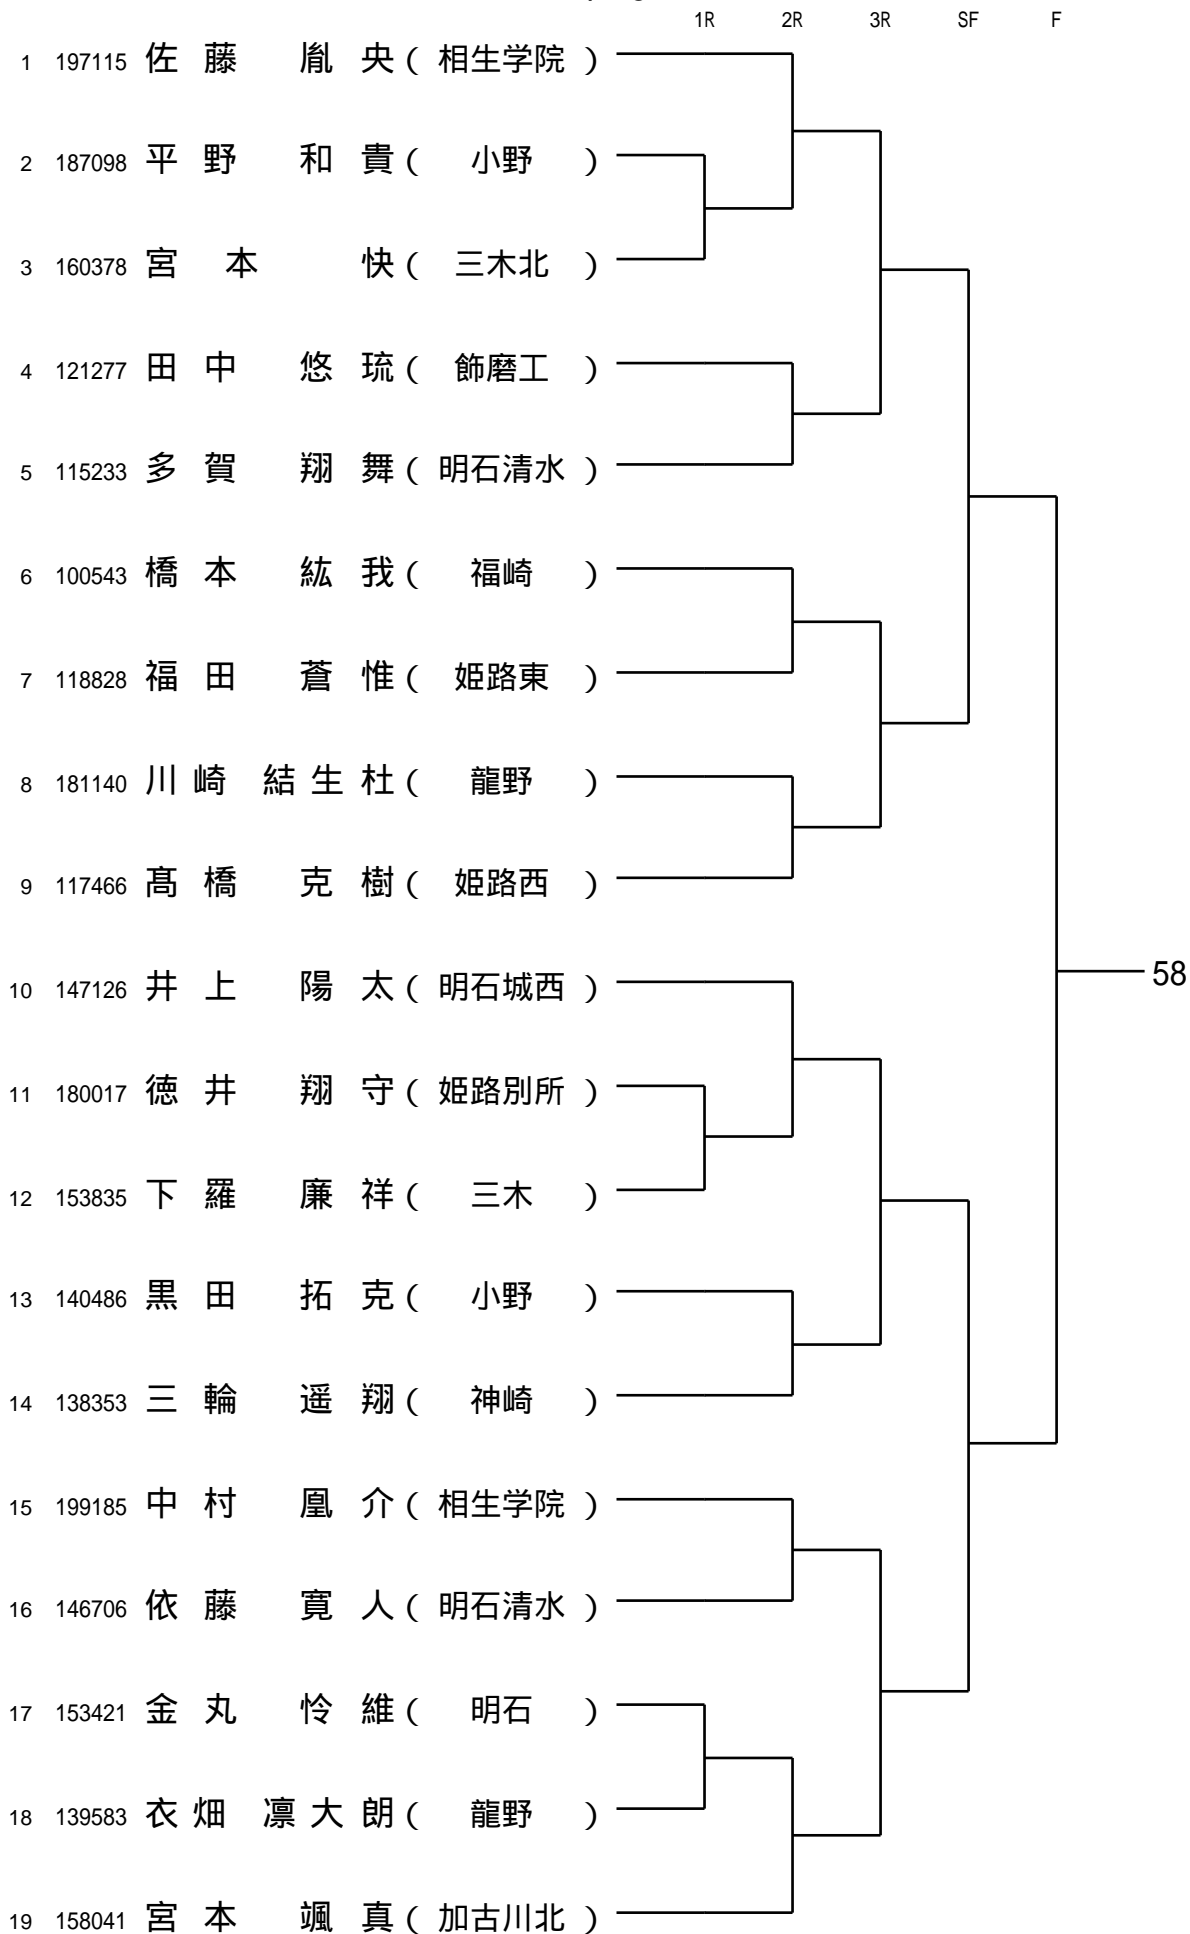 1R 2R 3R SF F
1 197115 佐藤 胤央 ( 相生学院 )
2 187098 平野 和貴 ( 小野 )
3 160378 宮本 快 ( 三木北 )
4 121277 田中 悠琉 ( 飾磨工 )
5 115233 多賀 翔舞 ( 明石清水 )
6 100543 橋本 紘我 ( 福崎 )
7 118828 福田 蒼惟 ( 姫路東 )
8 181140 川崎 結生杜 ( 龍野 )
9 117466 髙橋 克樹 ( 姫路西 )
58
10 147126 井上 陽太 ( 明石城西 )
11 180017 徳井 翔守 ( 姫路別所 )
12 153835 下羅 廉祥 ( 三木 )
13 140486 黒田 拓克 ( 小野 )
14 138353 三輪 遥翔 ( 神崎 )
15 199185 中村 凰介 ( 相生学院 )
16 146706 依藤 寛人 ( 明石清水 )
17 153421 金丸 怜維 ( 明石 )
18 139583 衣畑 凛大朗 ( 龍野 )
19 158041 宮本 颯真 ( 加古川北 )